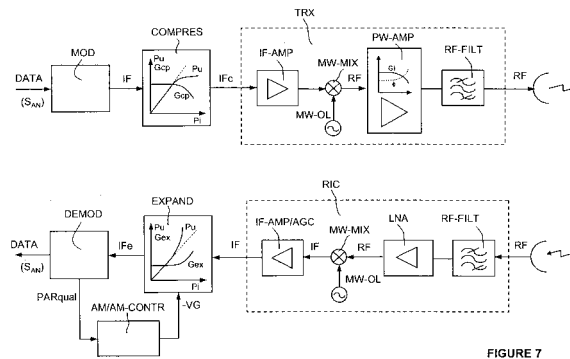 TRX
COMPRES
MOD
Pu
Gcp
Pu
IF-AMP
MW-MIX
PW-AMP
RF-FILT
DATA
IF
IFc
RF
RF
(SAN)
Gcp
Pi
MW-OL
RIC
EXPAND
DEMOD
Pu
Gex
Pu
IF-AMP/AGC
MW-MIX
LNA
RF-FILT
DATA
IFe
IF
IF
RF
RF
(SAN)
Gex
Pi
MW-OL
PARqual
AM/AM-CONTR
-VG
FIGURE 7